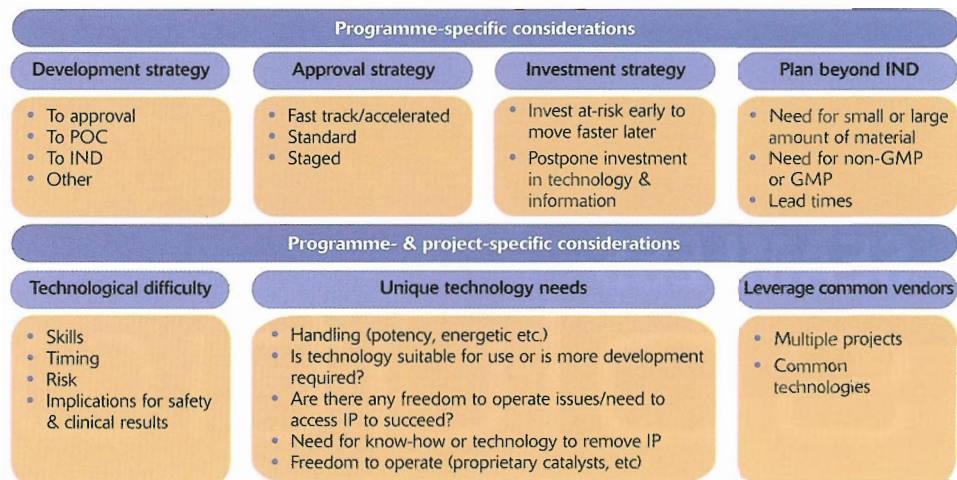 Programme-specific considerations
Development strategy
• To approval
• To POC
• To IND
• Other
Approval strategy
• Fast track/accelerated
• Standard
• Staged
Investment strategy
• Invest at-risk early to
move faster later
• Postpone investment
in technology &
information
Plan beyond IND
• Need for small or large
amount of material
• Need for non-GMP
or GMP
• Lead times
Programme- & project-specific considerations
Technological difficulty
• Skills
• Timing
• Risk
• Implications for safety
& clinical results
Unique technology needs
• Handling (potency, energetic etc.)
• Is technology suitable for use or is more development
required?
• Are there any freedom to operate issues/need to
access IP to succeed?
• Need for know-how or technology to remove IP
• Freedom to operate (proprietary catalysts, etc)
Leverage common vendors
• Multiple projects
• Common
technologies